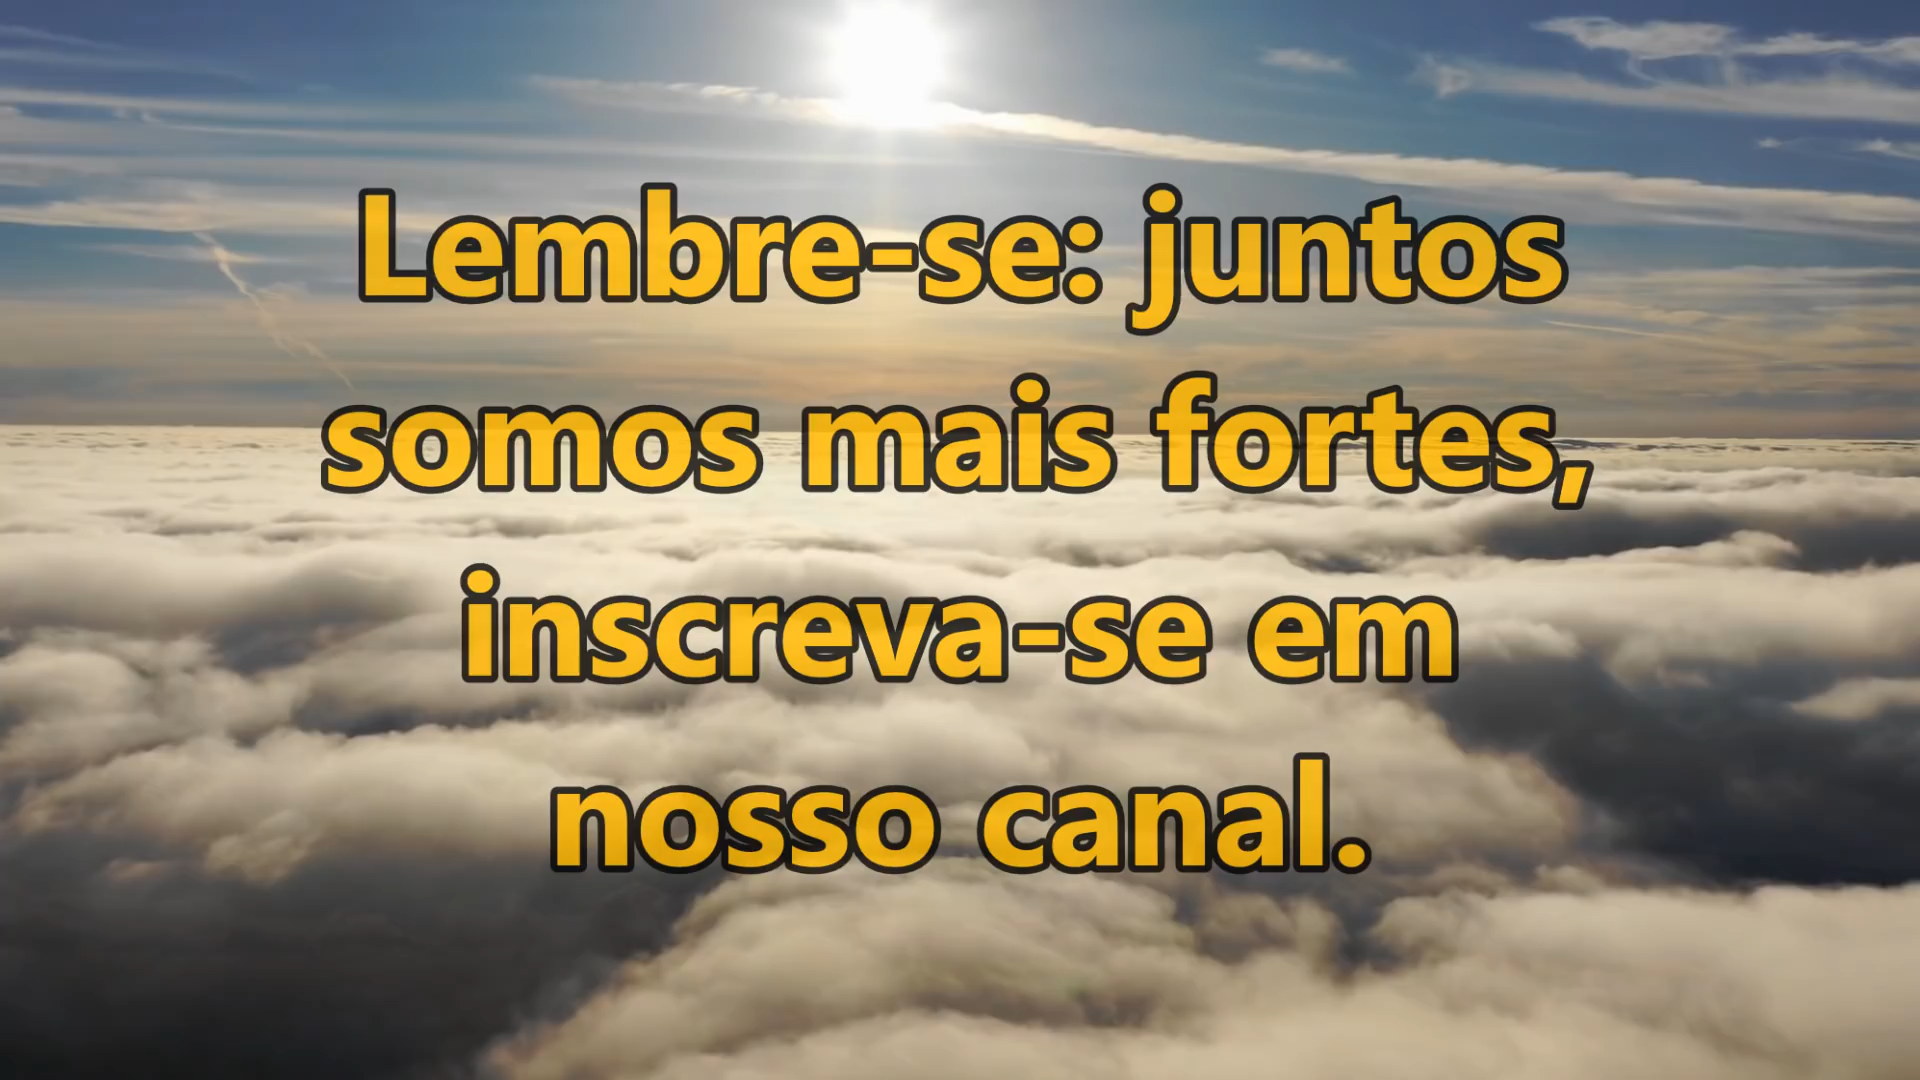 Lembre-se: juntos
somos mais fortes,
inscreva-se em
nosso canal.